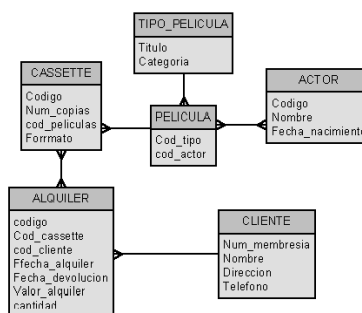 TIPO_PELICULA
Titulo
Categoria
CASSETTE
Codigo
Num_copias
cod_peliculas
Forrmato
PELICULA
Cod_tipo
cod_actor
ACTOR
Codigo
Nombre
Fecha_nacimiento
ALQUILER
codigo
Cod_cassette
cod_cliente
Ffecha_alquiler
Fecha_devolucion
Valor_alquiler
cantidad
CLIENTE
Num_membresia
Nombre
Direccion
Telefono